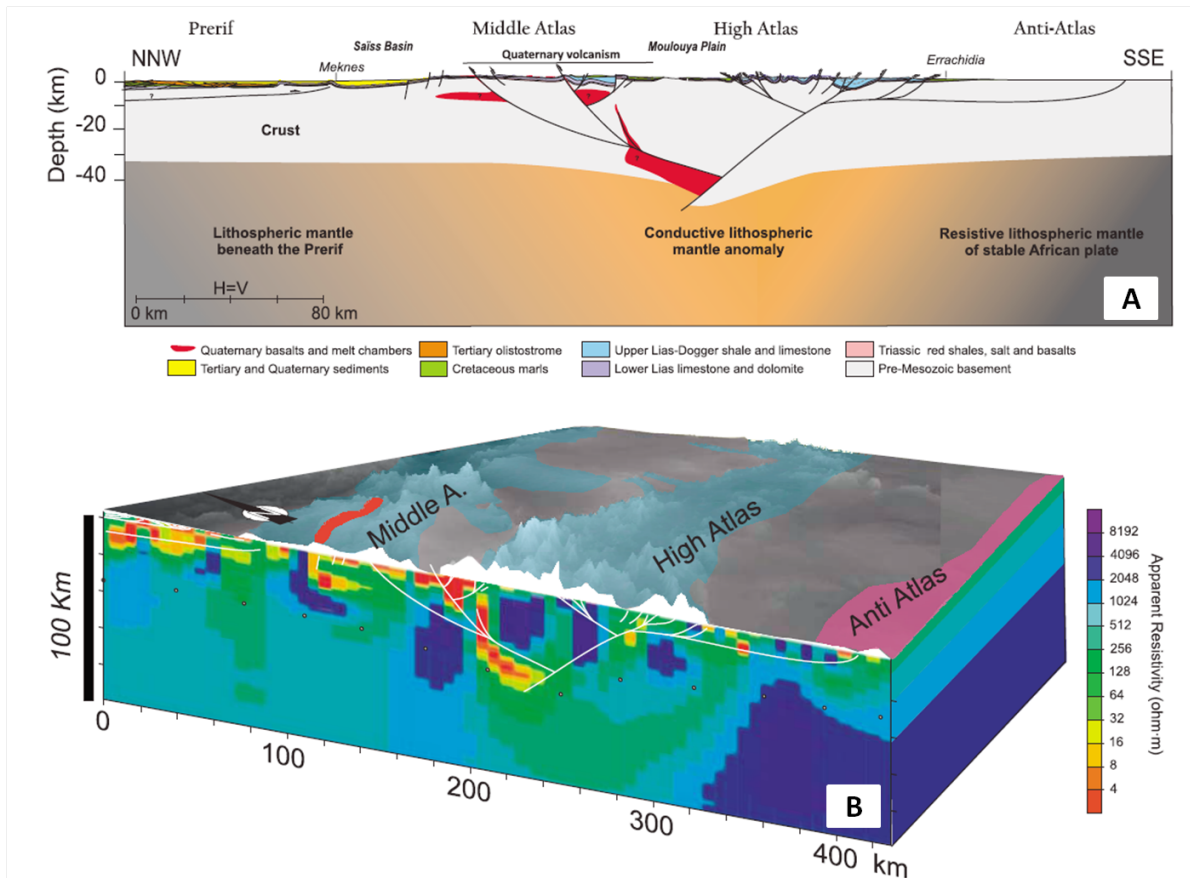 Prerif
Middle Atlas
High Atlas
Anti-Atlas
NNW
Saïss Basin
Quaternary volcanism
Moulouya Plain
SSE
Meknes
Errachidia
Depth (km)
0
-20
-40
?
?
?
?
Crust
Lithospheric mantle
beneath the Prerif
Conductive lithospheric
mantle anomaly
Resistive lithospheric mantle
of stable African plate
H=V
0 km
80 km
A
Quaternary basalts and melt chambers
Tertiary olistostrome
Upper Lias-Dogger shale and limestone
Triassic red shales, salt and basalts
Tertiary and Quaternary sediments
Cretaceous marls
Lower Lias limestone and dolomite
Pre-Mesozoic basement
Middle A.
High Atlas
Anti Atlas
100 Km
0
100
200
300
400 km
B
8192
4096
2048
1024
512
256
128
64
32
16
8
4
Apparent Resistivity (ohm·m)